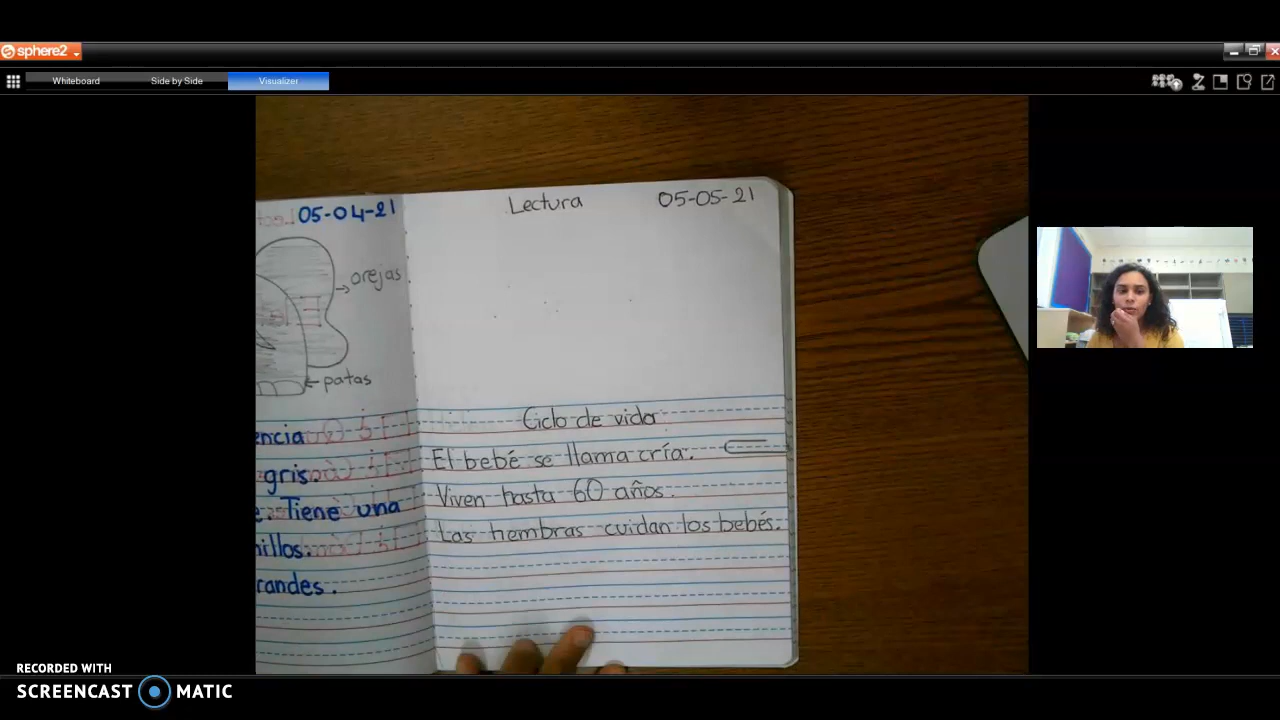 sphere2
Whiteboard
Side by Side
Visualizer
05-04-21
orejas
patas
encia
gris.
e. Tiene una
nillos.
randes.
Lectura 05-05-21
Ciclo de vida
El bebé se llama cría.
Viven hasta 60 años.
Las hembras cuidan los bebés.
RECORDED WITH
SCREENCAST MATIC